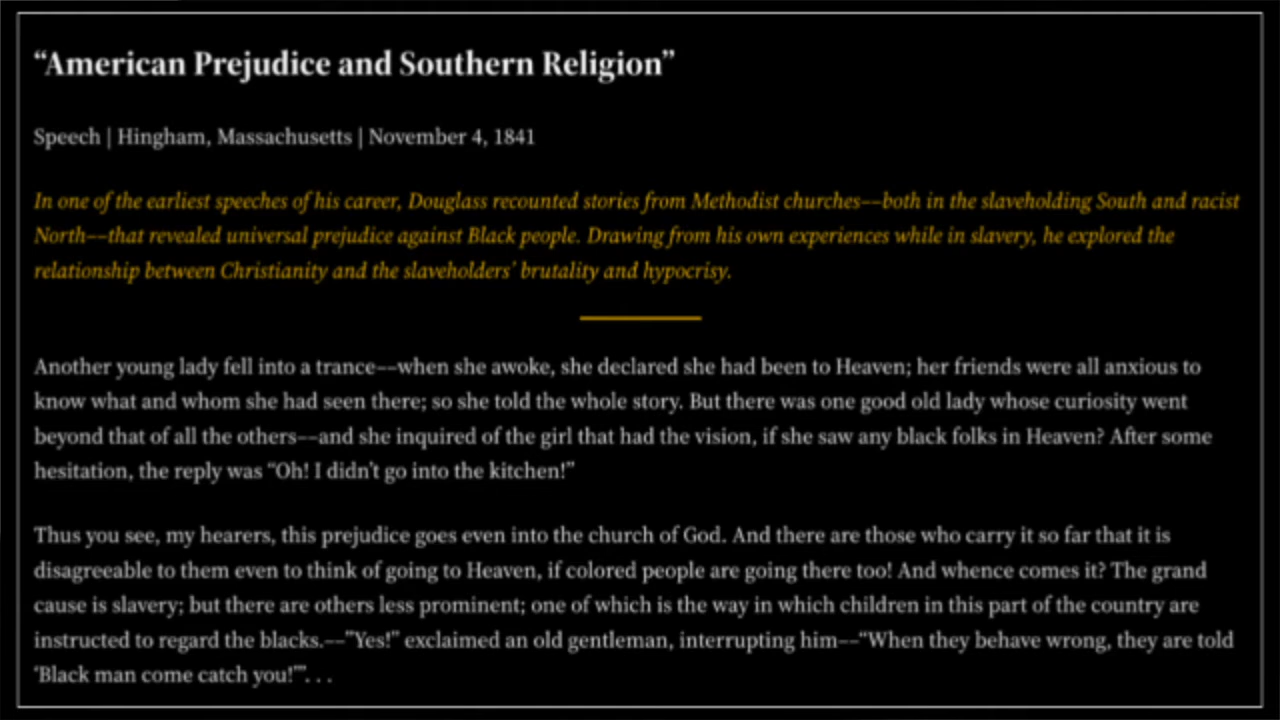 “American Prejudice and Southern Religion”
Speech | Hingham, Massachusetts | November 4, 1841
In one of the earliest speeches of his career, Douglass recounted stories from Methodist churches––both in the slaveholding South and racist
North––that revealed universal prejudice against Black people. Drawing from his own experiences while in slavery, he explored the
relationship between Christianity and the slaveholders’ brutality and hypocrisy.
Another young lady fell into a trance––when she awoke, she declared she had been to Heaven; her friends were all anxious to
know what and whom she had seen there; so she told the whole story. But there was one good old lady whose curiosity went
beyond that of all the others––and she inquired of the girl that had the vision, if she saw any black folks in Heaven? After some
hesitation, the reply was “Oh! I didn’t go into the kitchen!”
Thus you see, my hearers, this prejudice goes even into the church of God. And there are those who carry it so far that it is
disagreeable to them even to think of going to Heaven, if colored people are going there too! And whence comes it? The grand
cause is slavery; but there are others less prominent; one of which is the way in which children in this part of the country are
instructed to regard the blacks.––”Yes!” exclaimed an old gentleman, interrupting him––“When they behave wrong, they are told
‘Black man come catch you!’”’. . .